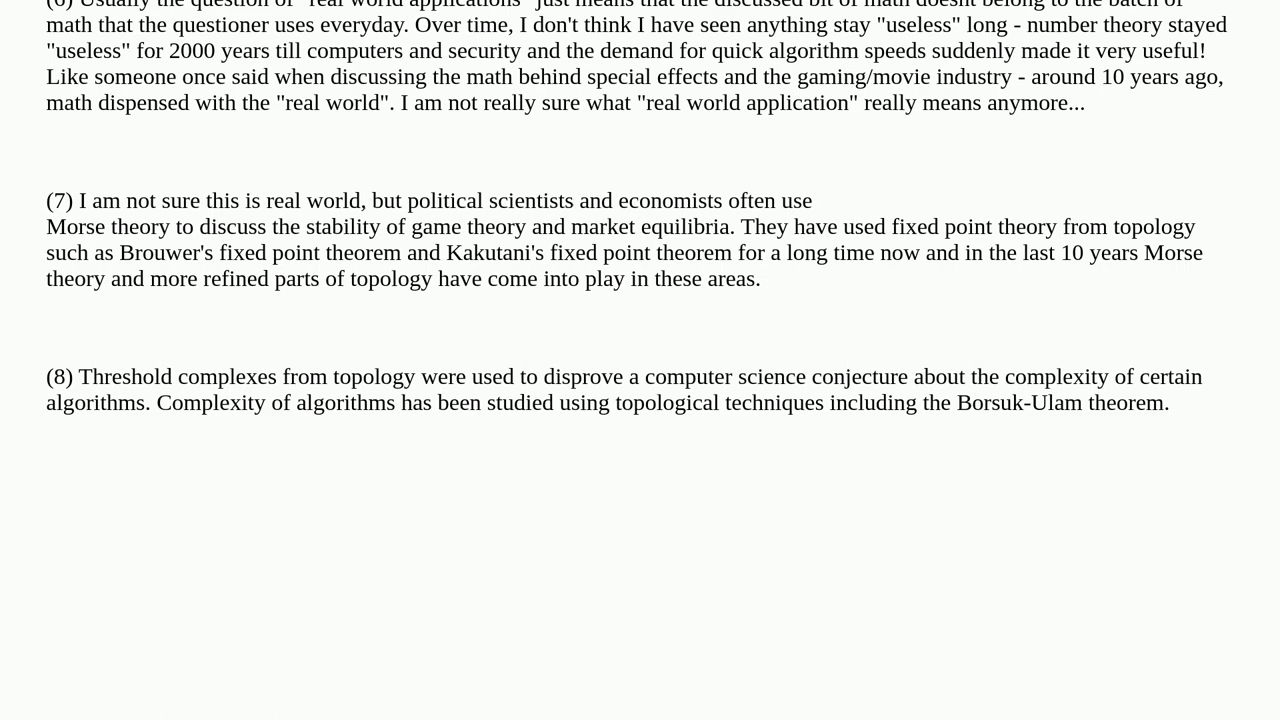 (6) Usually the question of "real world applications" just means that the discussed bit of math doesnt belong to the batch of
math that the questioner uses everyday. Over time, I don't think I have seen anything stay "useless" long - number theory stayed
"useless" for 2000 years till computers and security and the demand for quick algorithm speeds suddenly made it very useful!
Like someone once said when discussing the math behind special effects and the gaming/movie industry - around 10 years ago,
math dispensed with the "real world". I am not really sure what "real world application" really means anymore...
(7) I am not sure this is real world, but political scientists and economists often use
Morse theory to discuss the stability of game theory and market equilibria. They have used fixed point theory from topology
such as Brouwer's fixed point theorem and Kakutani's fixed point theorem for a long time now and in the last 10 years Morse
theory and more refined parts of topology have come into play in these areas.
(8) Threshold complexes from topology were used to disprove a computer science conjecture about the complexity of certain
algorithms. Complexity of algorithms has been studied using topological techniques including the Borsuk-Ulam theorem.